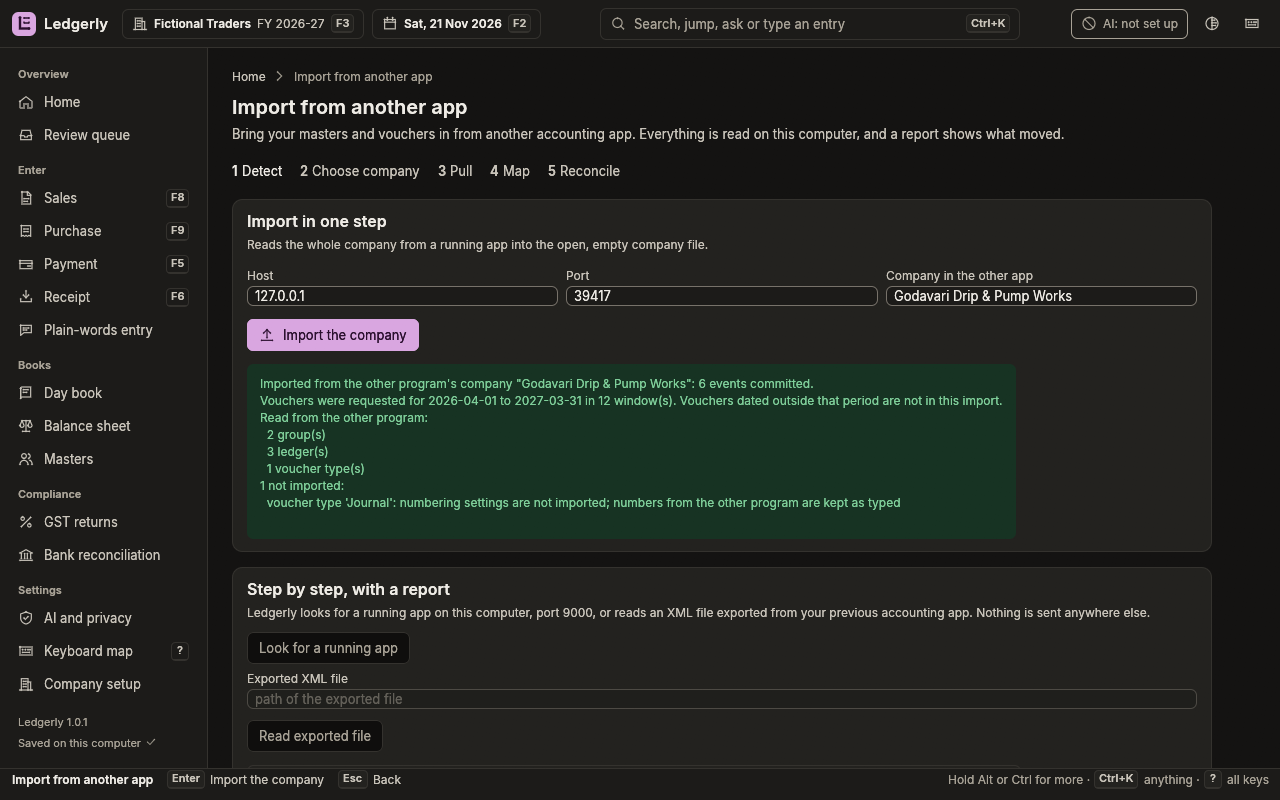 Ledgerly
Fictional Traders FY 2026-27 F3
Sat, 21 Nov 2026 F2
Search, jump, ask or type an entry Ctrl+K
AI: not set up
Overview
Home
Review queue
Enter
Sales F8
Purchase F9
Payment F5
Receipt F6
Plain-words entry
Books
Day book
Balance sheet
Masters
Compliance
GST returns
Bank reconciliation
Settings
AI and privacy
Keyboard map ?
Company setup
Ledgerly 1.0.1
Saved on this computer
Home > Import from another app
Import from another app
Bring your masters and vouchers in from another accounting app. Everything is read on this computer, and a report shows what moved.
1 Detect 2 Choose company 3 Pull 4 Map 5 Reconcile
Import in one step
Reads the whole company from a running app into the open, empty company file.
Host Port Company in the other app
127.0.0.1 39417 Godavari Drip & Pump Works
Import the company
Imported from the other program's company "Godavari Drip & Pump Works": 6 events committed.
Vouchers were requested for 2026-04-01 to 2027-03-31 in 12 window(s). Vouchers dated outside that period are not in this import.
Read from the other program:
2 group(s)
3 ledger(s)
1 voucher type(s)
1 not imported:
voucher type 'Journal': numbering settings are not imported; numbers from the other program are kept as typed
Step by step, with a report
Ledgerly looks for a running app on this computer, port 9000, or reads an XML file exported from your previous accounting app. Nothing is sent anywhere else.
Look for a running app
Exported XML file
path of the exported file
Read exported file
Import from another app Enter Import the company Esc Back
Hold Alt or Ctrl for more · Ctrl+K anything · ? all keys